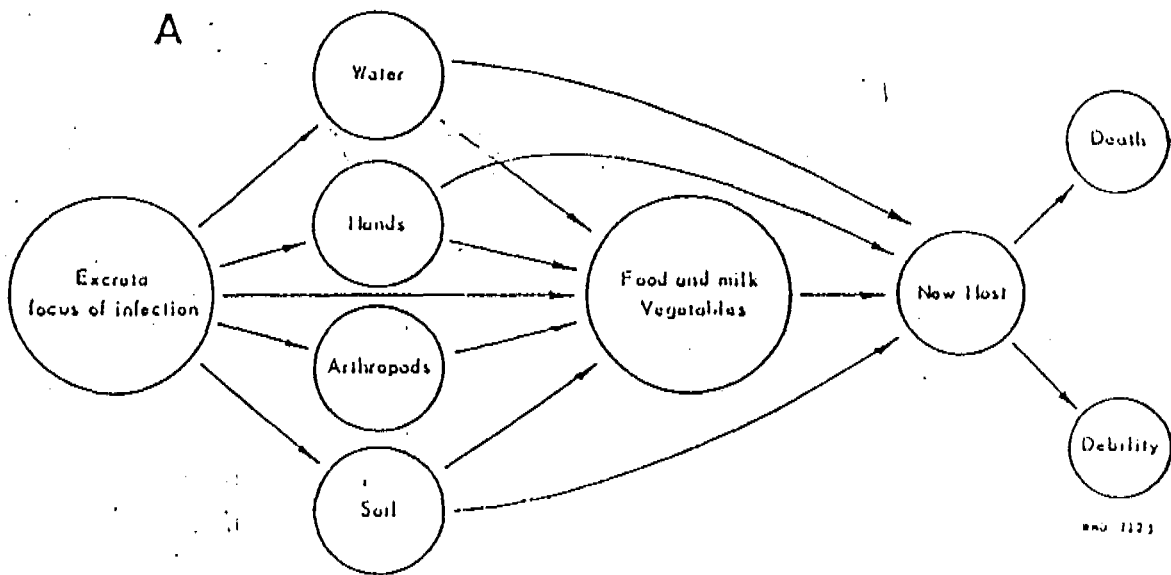 A
Water
Hands
Excreta
focus of infection
Arthropods
Soil
Food and milk
Vegetables
New Host
Death
Debility